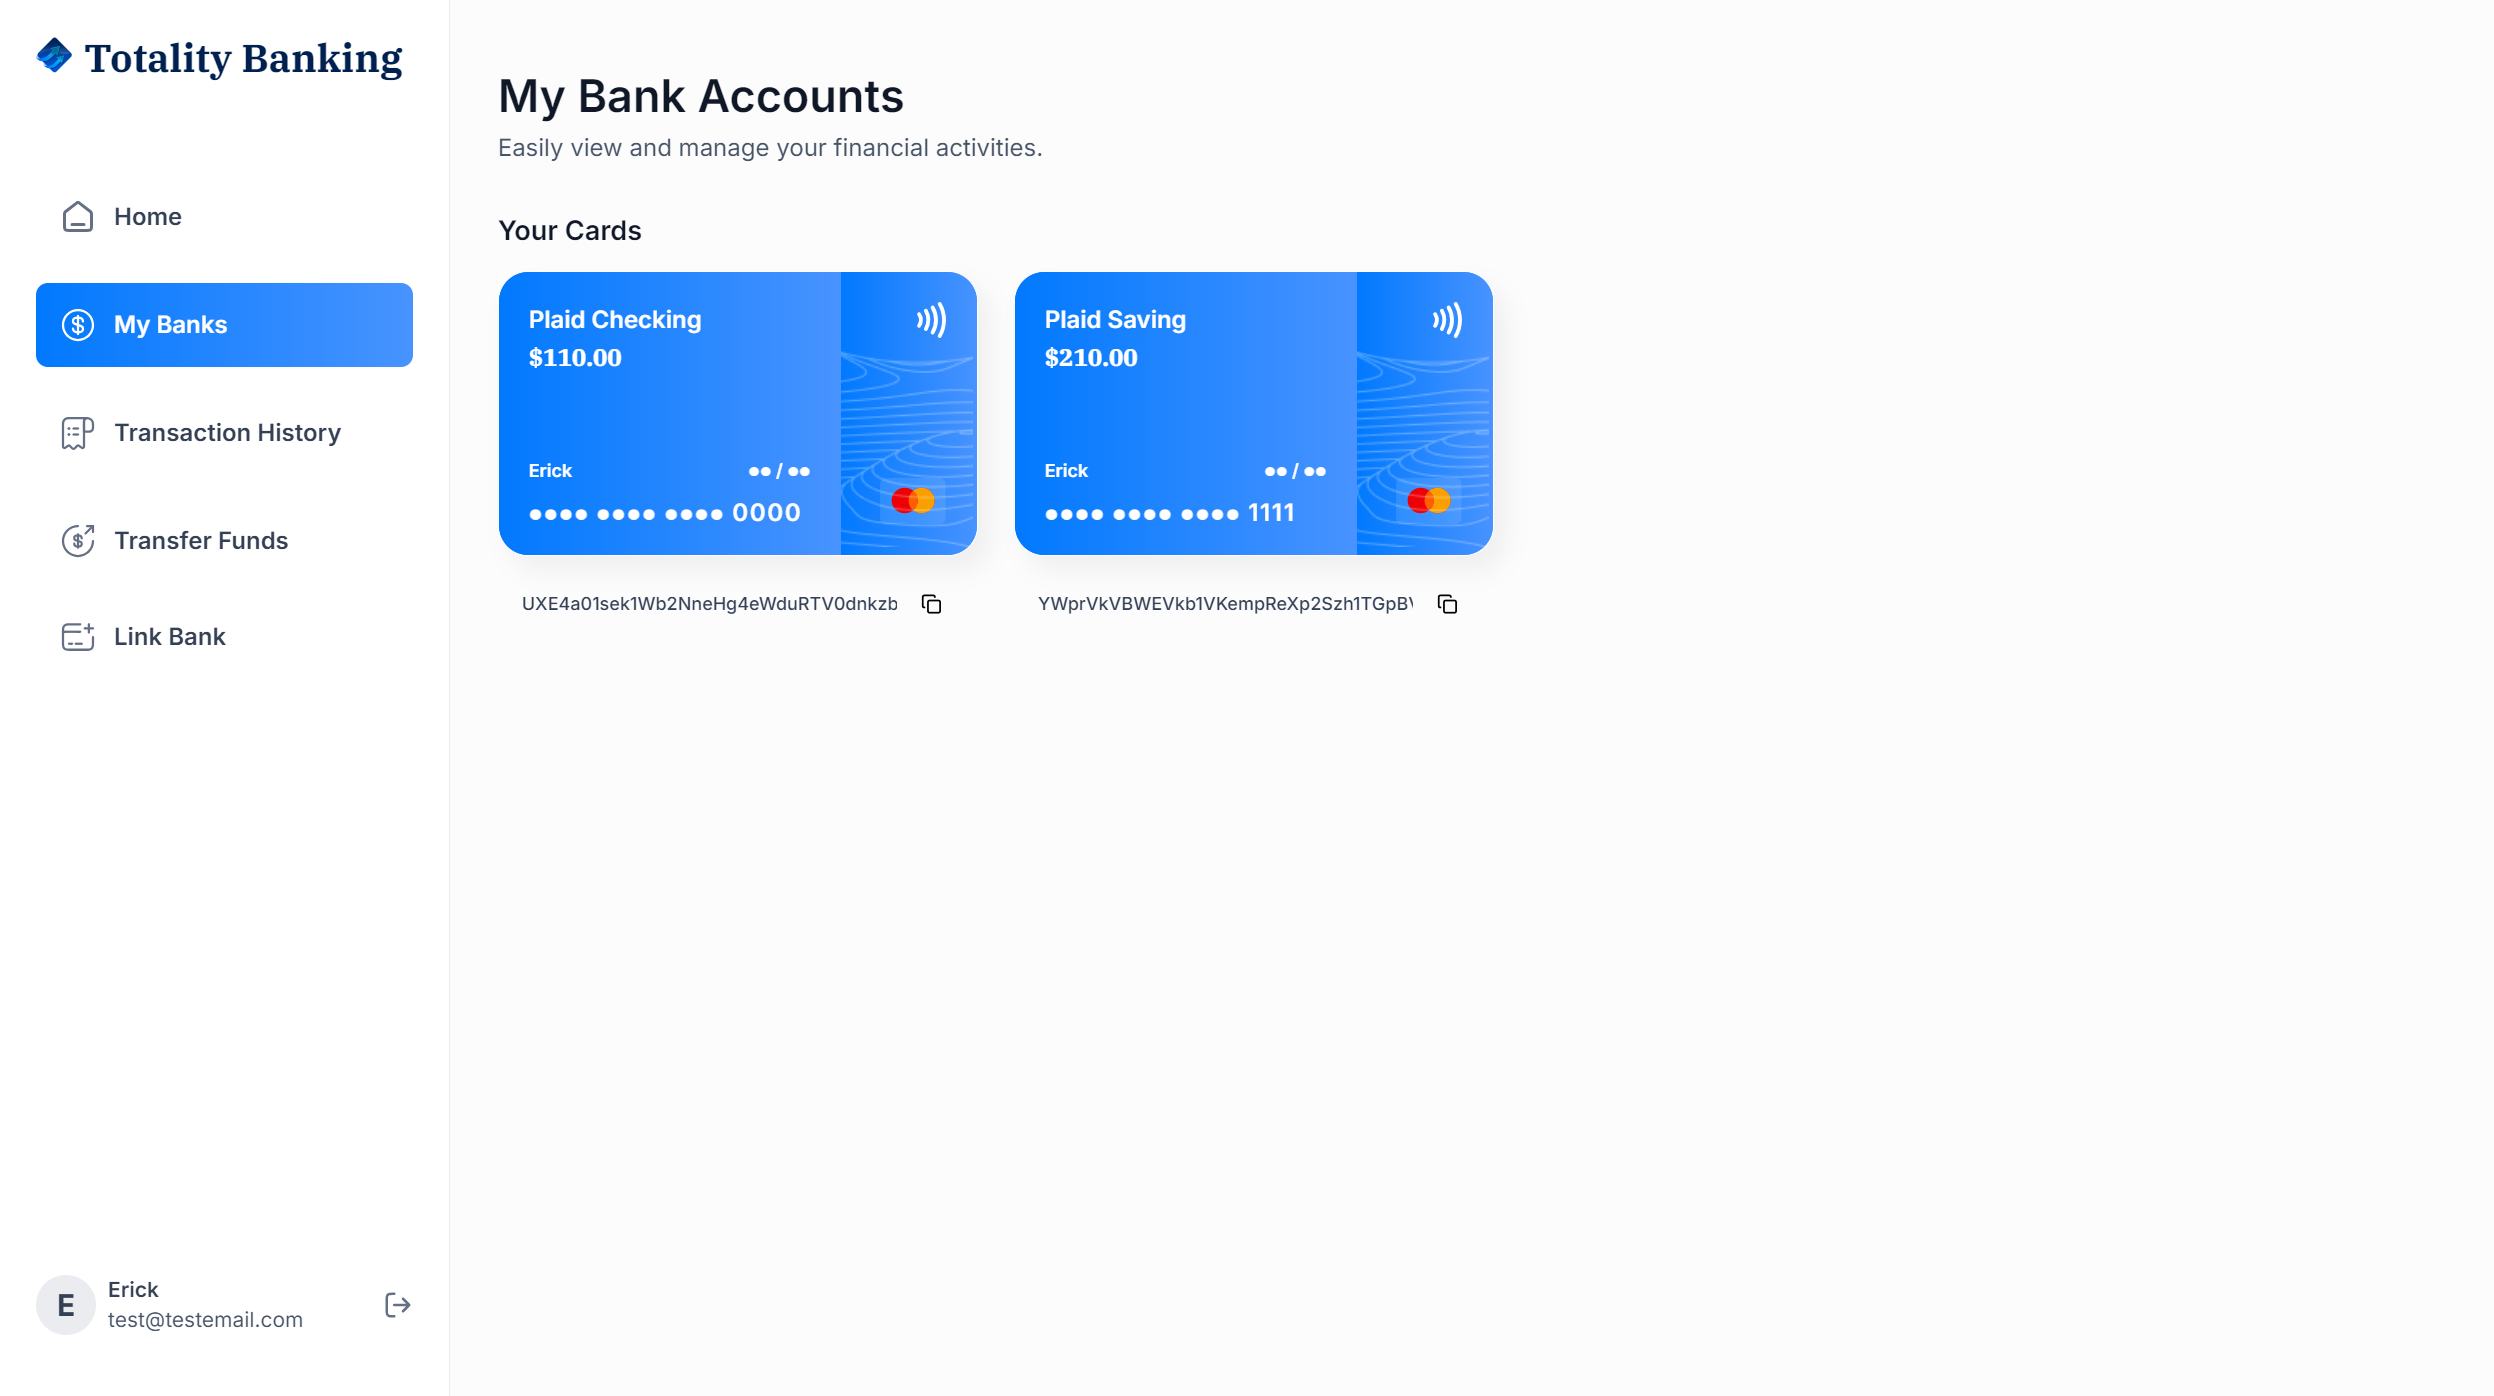 Totality Banking
Home
My Banks
Transaction History
Transfer Funds
Link Bank
Erick
test@testemail.com
E
My Bank Accounts
Easily view and manage your financial activities.
Your Cards
Plaid Checking
$110.00
Erick
●● / ●●
●●●● ●●●● ●●●● 0000
UXE4a01sek1Wb2NneHg4eWduRTV0dnkzb
Plaid Saving
$210.00
Erick
●● / ●●
●●●● ●●●● ●●●● 1111
YWprVkVBWEVkb1VKempReXp2Szh1TGpB